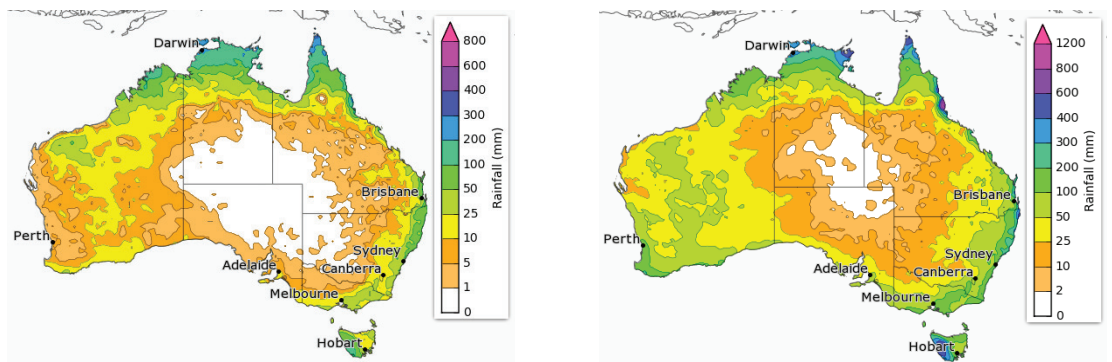 Darwin
Brisbane
Perth
Sydney
Adelaide
Canberra
Melbourne
Hobart
800
600
400
300
200
100
50
25
10
5
1
0
Rainfall (mm)
Darwin
Brisbane
Perth
Sydney
Adelaide
Canberra
Melbourne
Hobart
1200
800
600
400
300
200
100
50
25
10
2
0
Rainfall (mm)